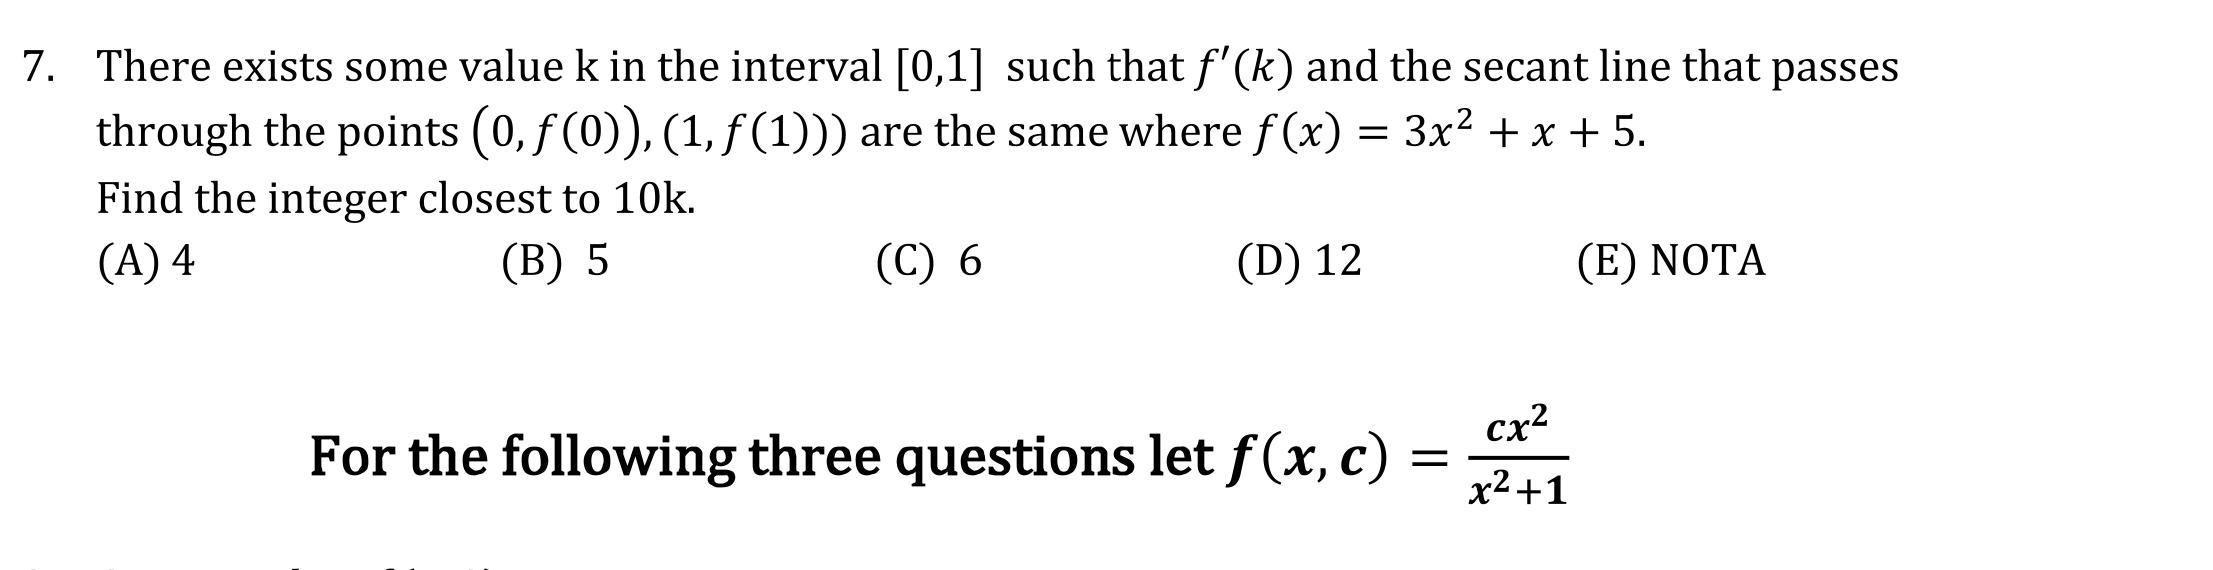 7. There exists some value k in the interval [0,1] such that f′(k) and the secant line that passes
through the points (0, f(0)), (1, f(1))) are the same where f(x) = 3x² + x + 5.
Find the integer closest to 10k.
(A) 4 (B) 5 (C) 6 (D) 12 (E) NOTA
For the following three questions let f(x, c) = cx²/x²+1